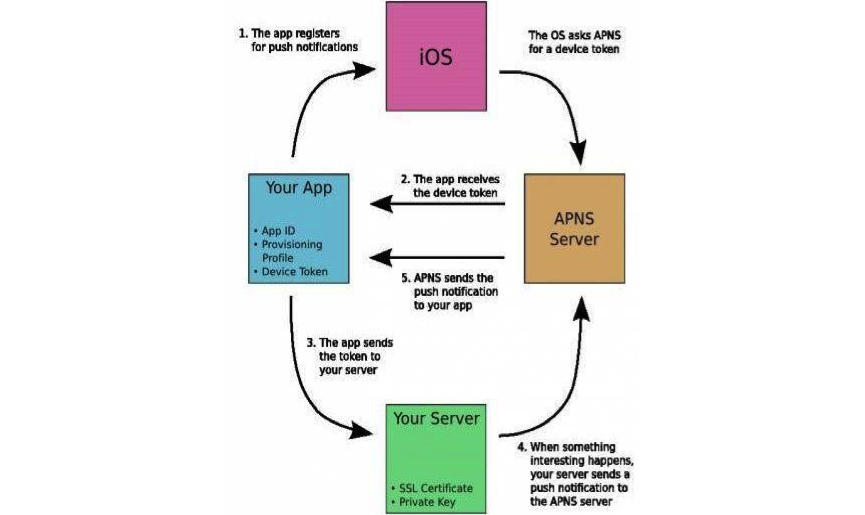 1. The app registers
for push notifications
iOS
The OS asks APNS
for a device token
Your App
• App ID
• Provisioning
Profile
• Device Token
2. The app receives
the device token
APNS
Server
5. APNS sends the
push notification
to your app
3. The app sends
the token to
your server
Your Server
• SSL Certificate
• Private Key
4. When something
interesting happens,
your server sends a
push notification to
the APNS server